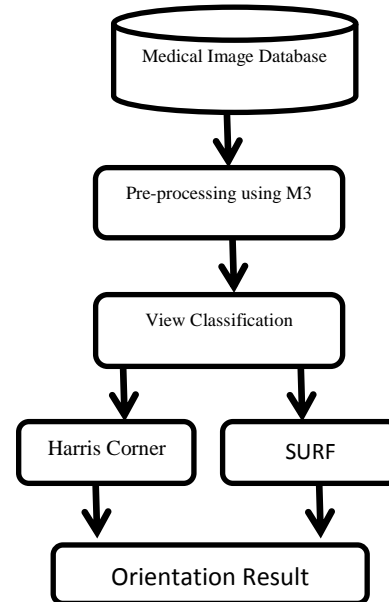 Medical Image Database
Pre-processing using M3
View Classification
Harris Corner
SURF
Orientation Result